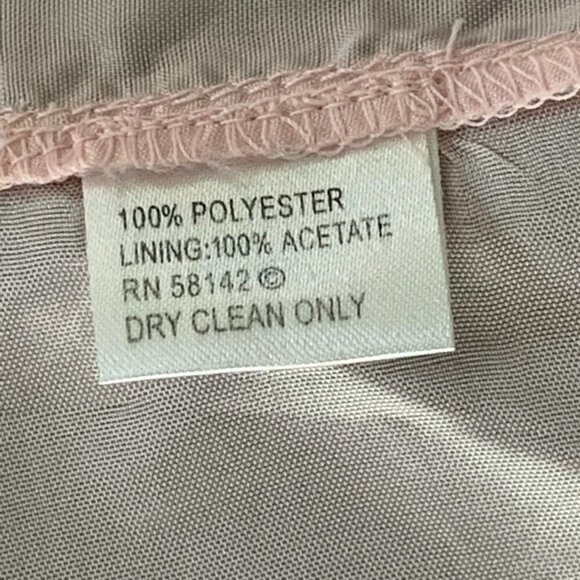 100% POLYESTER
LINING:100% ACETATE
RN 58142 ©
DRY CLEAN ONLY